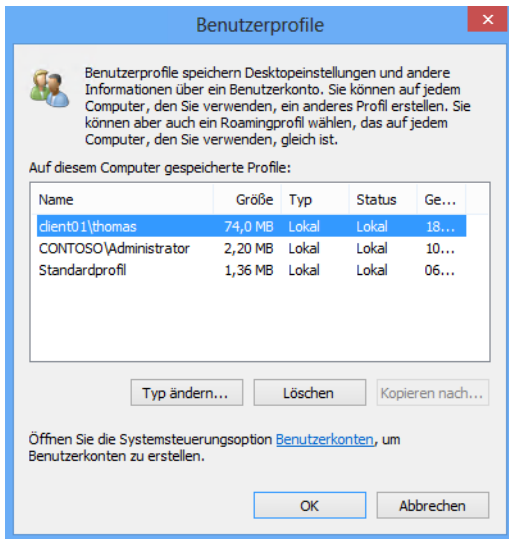 Benutzerprofile
Benutzerprofile speichern Desktopeinstellungen und andere
Informationen über ein Benutzerkonto. Sie können auf jedem
Computer, den Sie verwenden, ein anderes Profil erstellen. Sie
können aber auch ein Roamingprofil wählen, das auf jedem
Computer, den Sie verwenden, gleich ist.
Auf diesem Computer gespeicherte Profile:
Name Größe Typ Status Ge...
client01\thomas 74,0 MB Lokal Lokal 18...
CONTOSO\Administrator 2,20 MB Lokal Lokal 10...
Standardprofil 1,36 MB Lokal Lokal 06...
Typ ändern... Löschen Kopieren nach...
Öffnen Sie die Systemsteuerungsoption Benutzerkonten, um
Benutzerkonten zu erstellen.
OK Abbrechen